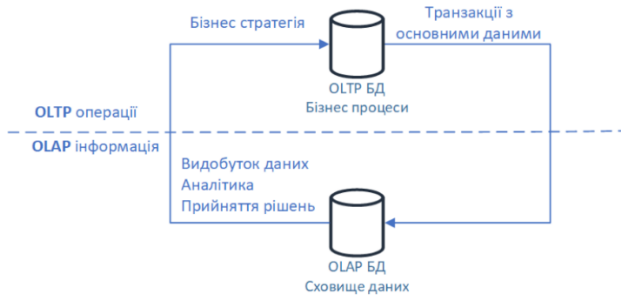 Бізнес стратегія
Транзакції з
основними даними
OLTP БД
Бізнес процеси
OLTP операції
OLAP інформація
Видобуток даних
Аналітика
Прийняття рішень
OLAP БД
Сховище даних